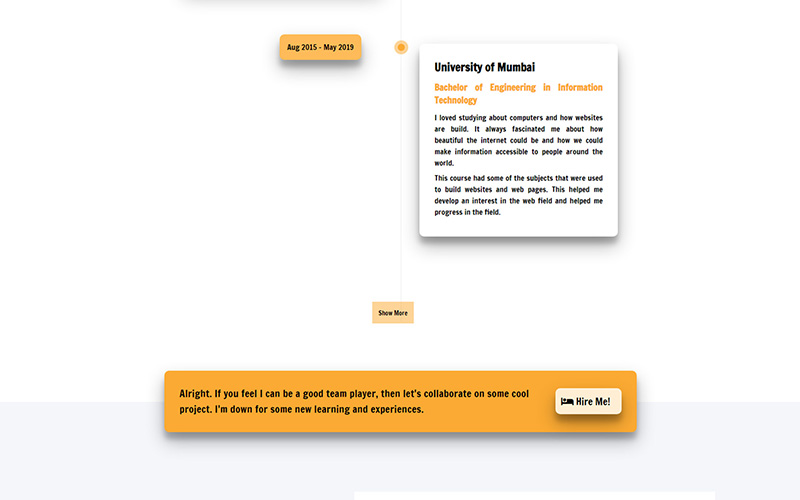 Aug 2015 - May 2019
University of Mumbai
Bachelor of Engineering in Information
Technology
I loved studying about computers and how websites
are build. It always fascinated me about how
beautiful the internet could be and how we could
make information accessible to people around the
world.
This course had some of the subjects that were used
to build websites and web pages. This helped me
develop an interest in the web field and helped me
progress in the field.
Show More
Alright. If you feel I can be a good team player, then let's collaborate on some cool
project. I'm down for some new learning and experiences.
Hire Me!